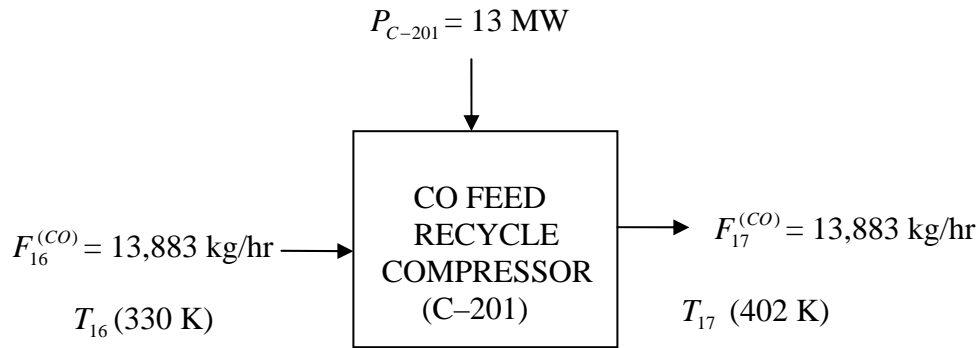 P_{C−201} = 13 MW
CO FEED
RECYCLE
COMPRESSOR
(C–201)
F_{16}^{(CO)} = 13,883 kg/hr
T_{16} (330 K)
F_{17}^{(CO)} = 13,883 kg/hr
T_{17} (402 K)